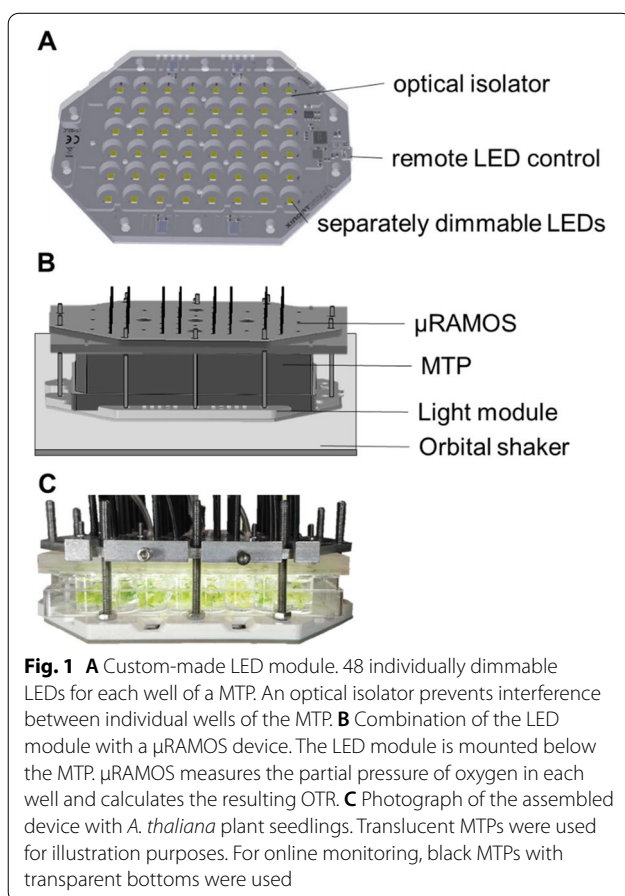 A
optical isolator
remote LED control
separately dimmable LEDs
B
µRAMOS
MTP
Light module
Orbital shaker
C
Fig. 1 A Custom-made LED module. 48 individually dimmable
LEDs for each well of a MTP. An optical isolator prevents interference
between individual wells of the MTP. B Combination of the LED
module with a µRAMOS device. The LED module is mounted below
the MTP. µRAMOS measures the partial pressure of oxygen in each
well and calculates the resulting OTR. C Photograph of the assembled
device with A. thaliana plant seedlings. Translucent MTPs were used
for illustration purposes. For online monitoring, black MTPs with
transparent bottoms were used